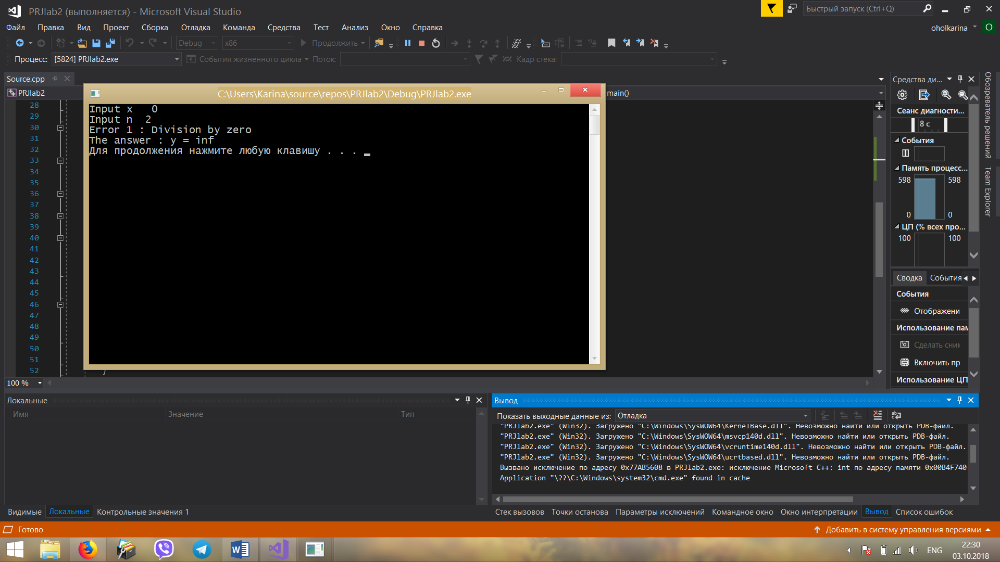 PRJlab2 (выполняется) - Microsoft Visual Studio
Быстрый запуск (Ctrl+Q)
Файл Правка Вид Проект Сборка Отладка Команда Средства Тест Анализ Окно Справка
oholkarina O
Debug x86 Продолжить
Процесс: [5824] PRJlab2.exe События жизненного цикла Поток: Кадр стека:
Source.cpp
PRJlab2
main()
C:\Users\Karina\source\repos\PRJlab2\Debug\PRJlab2.exe
Input x   0
Input n  2
Error 1 : Division by zero
The answer : y = inf
Для продолжения нажмите любую клавишу . . .
28
29
30
31
32
33
34
35
36
37
38
39
40
41
42
43
44
45
46
47
48
49
50
51
52 }
100 %
Средства ди...
Сеанс диагности...
8 с
События
Память процесс...
598 598
0 0
ЦП (% всех про...
100 100
Сводка События
События
Отображени
Использование пам
Сделать сни
Включить пр
Использование ЦП
Обозреватель решений
Team Explorer
Локальные
Имя Значение Тип
Видимые Локальные Контрольные значения 1
Вывод
Показать выходные данные из: Отладка
"PRJlab2.exe" (Win32). Загружено "C:\Windows\SysWOW64\KernelBase.dll". Невозможно найти или открыть PDB-файл.
"PRJlab2.exe" (Win32). Загружено "C:\Windows\SysWOW64\msvcp140d.dll". Невозможно найти или открыть PDB-файл.
"PRJlab2.exe" (Win32). Загружено "C:\Windows\SysWOW64\vcruntime140d.dll". Невозможно найти или открыть PDB-файл.
"PRJlab2.exe" (Win32). Загружено "C:\Windows\SysWOW64\ucrtbased.dll". Невозможно найти или открыть PDB-файл.
Вызвано исключение по адресу 0x77AB5608 в PRJlab2.exe: исключение Microsoft C++: int по адресу памяти 0x00B4F740
Application "\??\C:\Windows\system32\cmd.exe" found in cache
Стек вызовов Точки останова Параметры исключений Командное окно Окно интерпретации Вывод Список ошибок
Готово
Добавить в систему управления версиями
ENG
22:30
03.10.2018